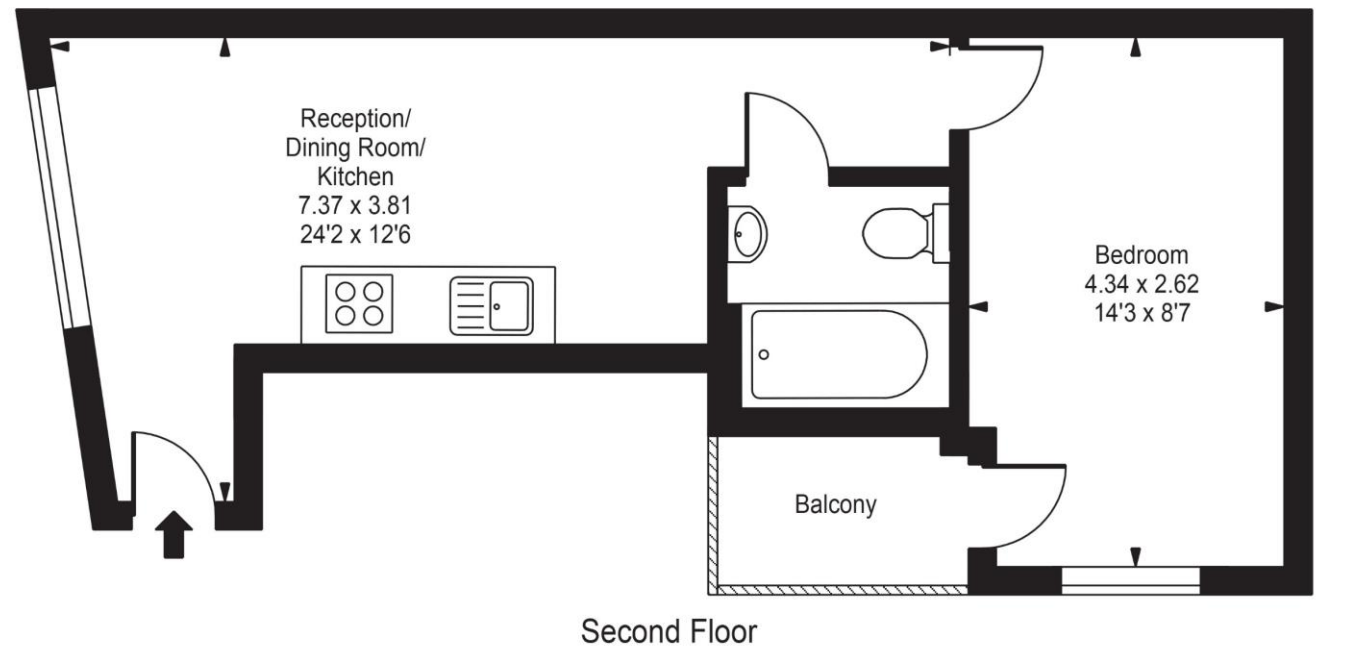 Reception/
Dining Room/
Kitchen
7.37 x 3.81
24'2 x 12'6
Bedroom
4.34 x 2.62
14'3 x 8'7
Balcony
Second Floor